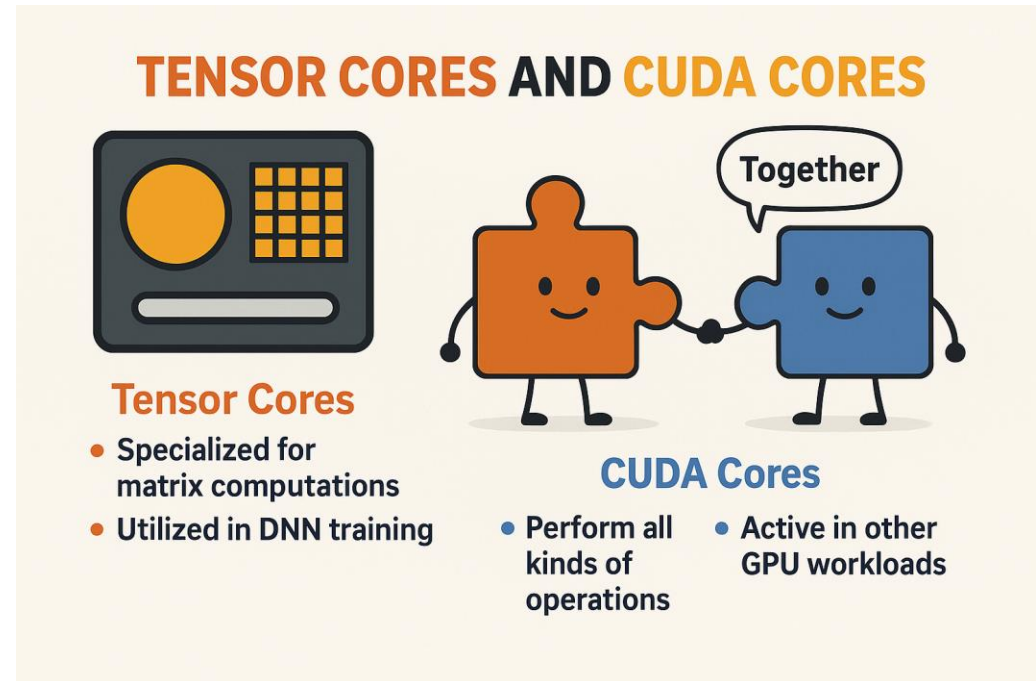 TENSOR CORES AND CUDA CORES
Together
Tensor Cores
• Specialized for
matrix computations
• Utilized in DNN training
CUDA Cores
• Perform all
kinds of
operations
• Active in other
GPU workloads